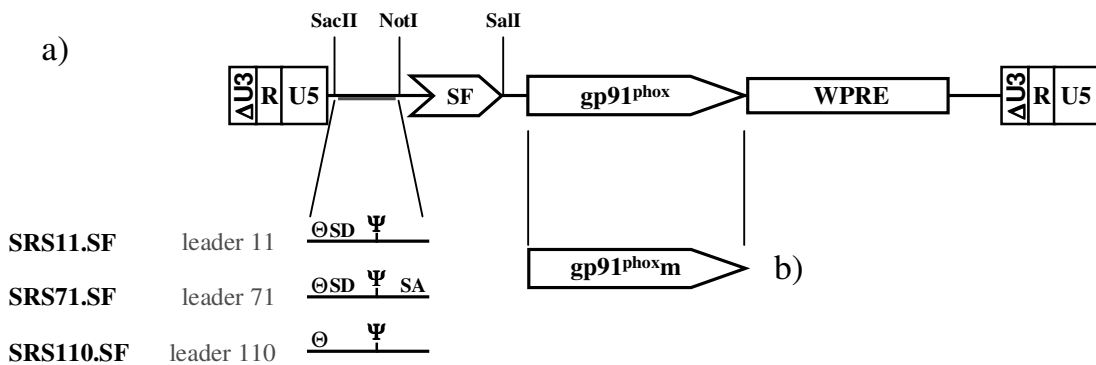 SacII NotI SalI
a)
ΔU3 R U5 SF gp91phox WPRE ΔU3 R U5
SRS11.SF leader 11 ΘSD Ψ
gp91phoxm b)
SRS71.SF leader 71 ΘSD Ψ SA
SRS110.SF leader 110 Θ Ψ